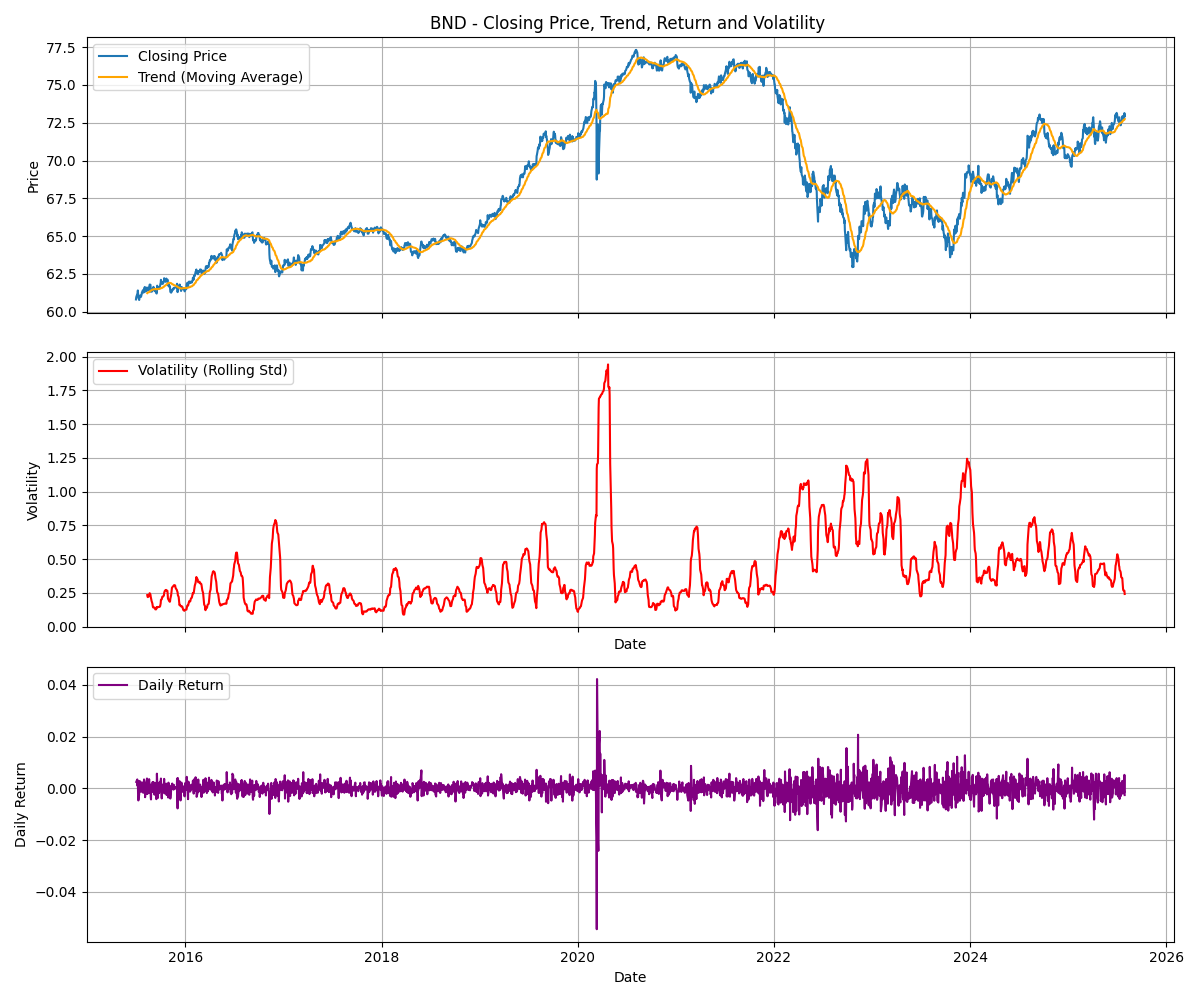 BND - Closing Price, Trend, Return and Volatility
Closing Price
Trend (Moving Average)
Price
77.5
75.0
72.5
70.0
67.5
65.0
62.5
60.0
Volatility (Rolling Std)
Volatility
2.00
1.75
1.50
1.25
1.00
0.75
0.50
0.25
0.00
Date
Daily Return
Daily Return
0.04
0.02
0.00
−0.02
−0.04
2016 2018 2020 2022 2024 2026
Date